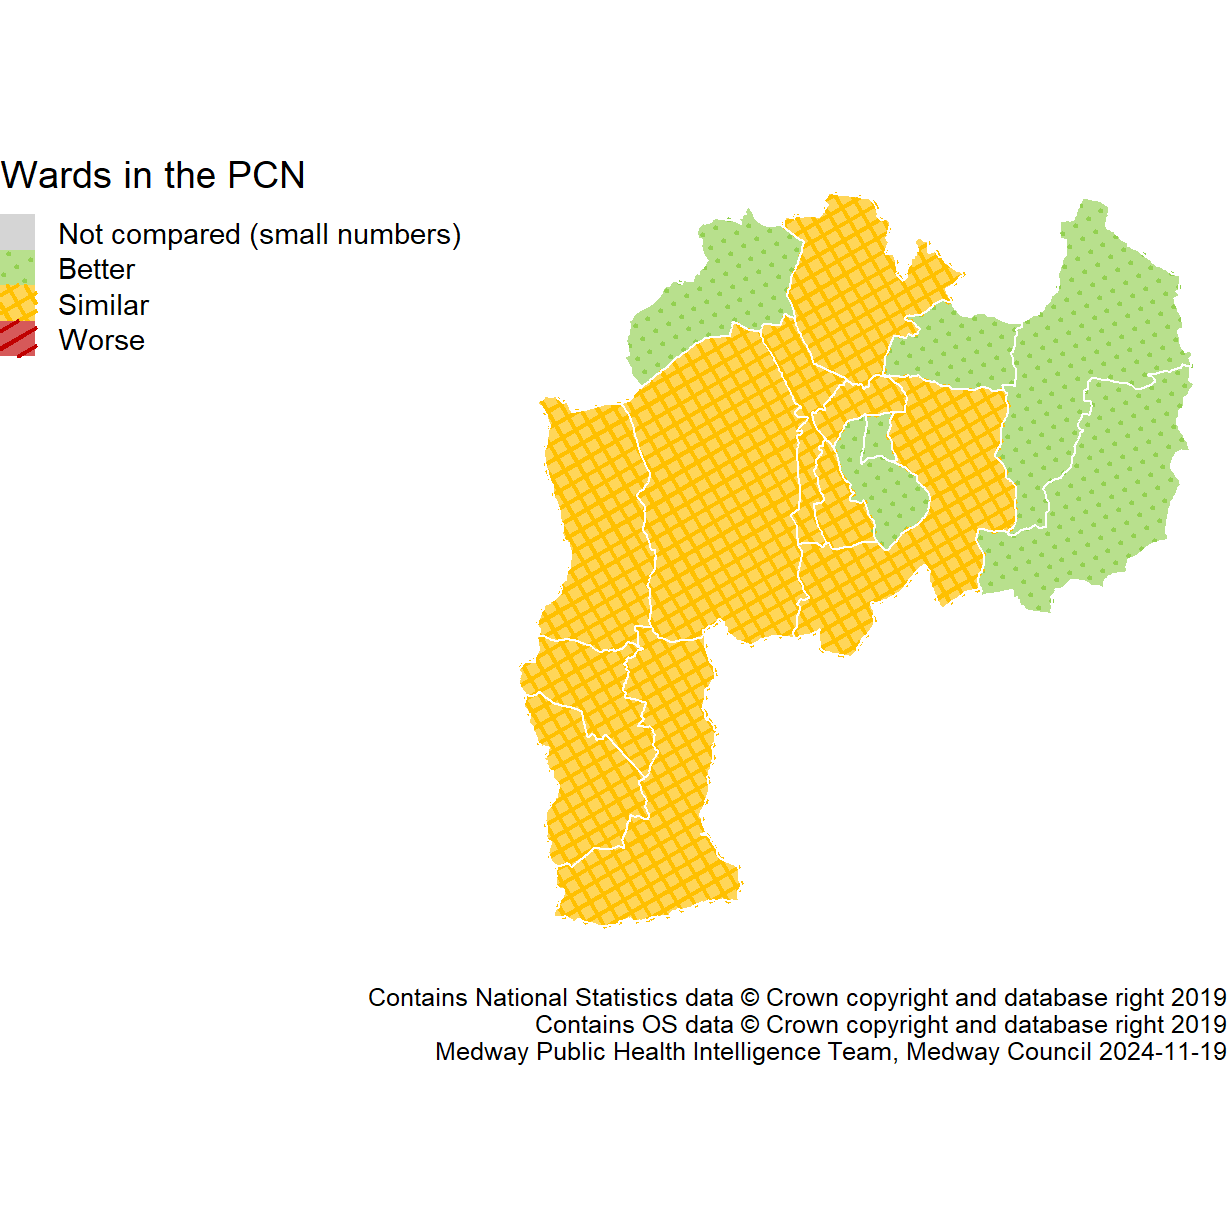 Wards in the PCN
Not compared (small numbers)
Better
Similar
Worse
Contains National Statistics data © Crown copyright and database right 2019
Contains OS data © Crown copyright and database right 2019
Medway Public Health Intelligence Team, Medway Council 2024-11-19